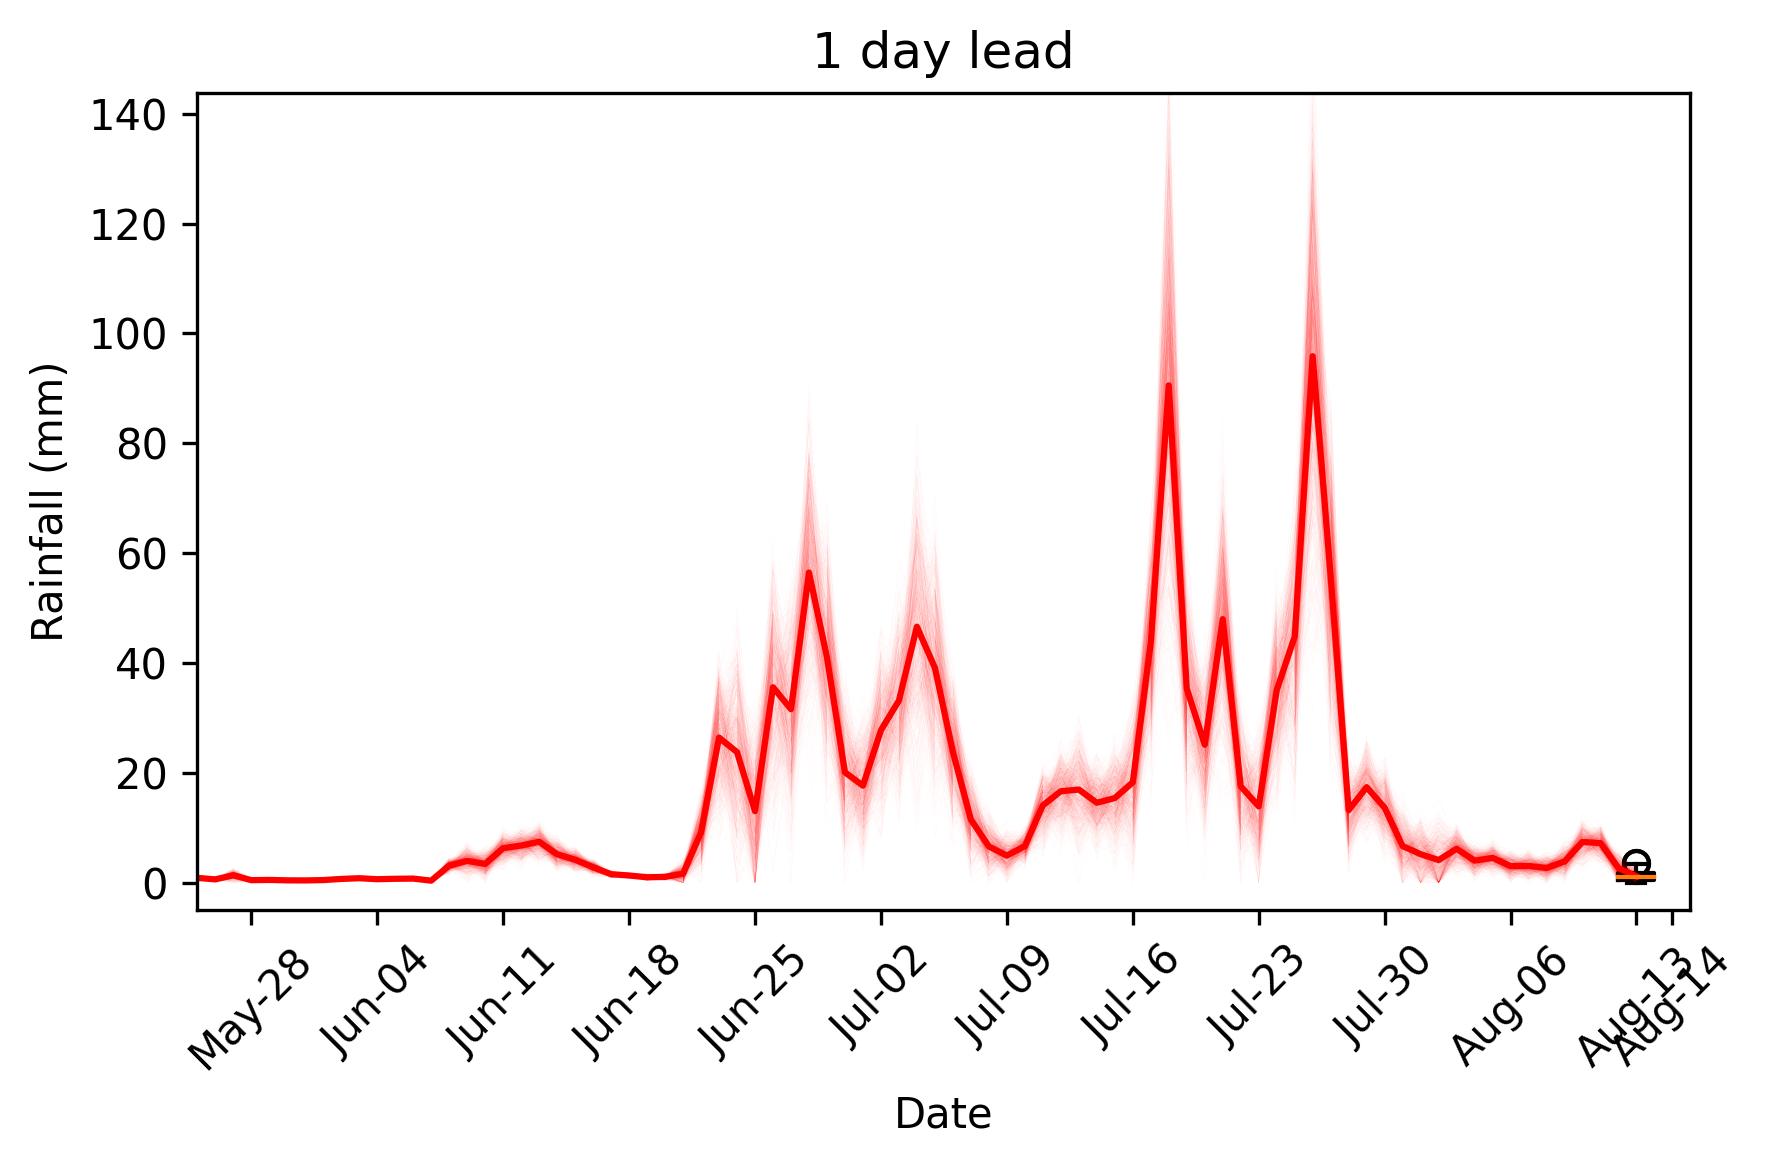 1 day lead
Rainfall (mm)
140
120
100
80
60
40
20
0
May-28
Jun-04
Jun-11
Jun-18
Jun-25
Jul-02
Jul-09
Jul-16
Jul-23
Jul-30
Aug-06
Aug-13
Aug-14
Date